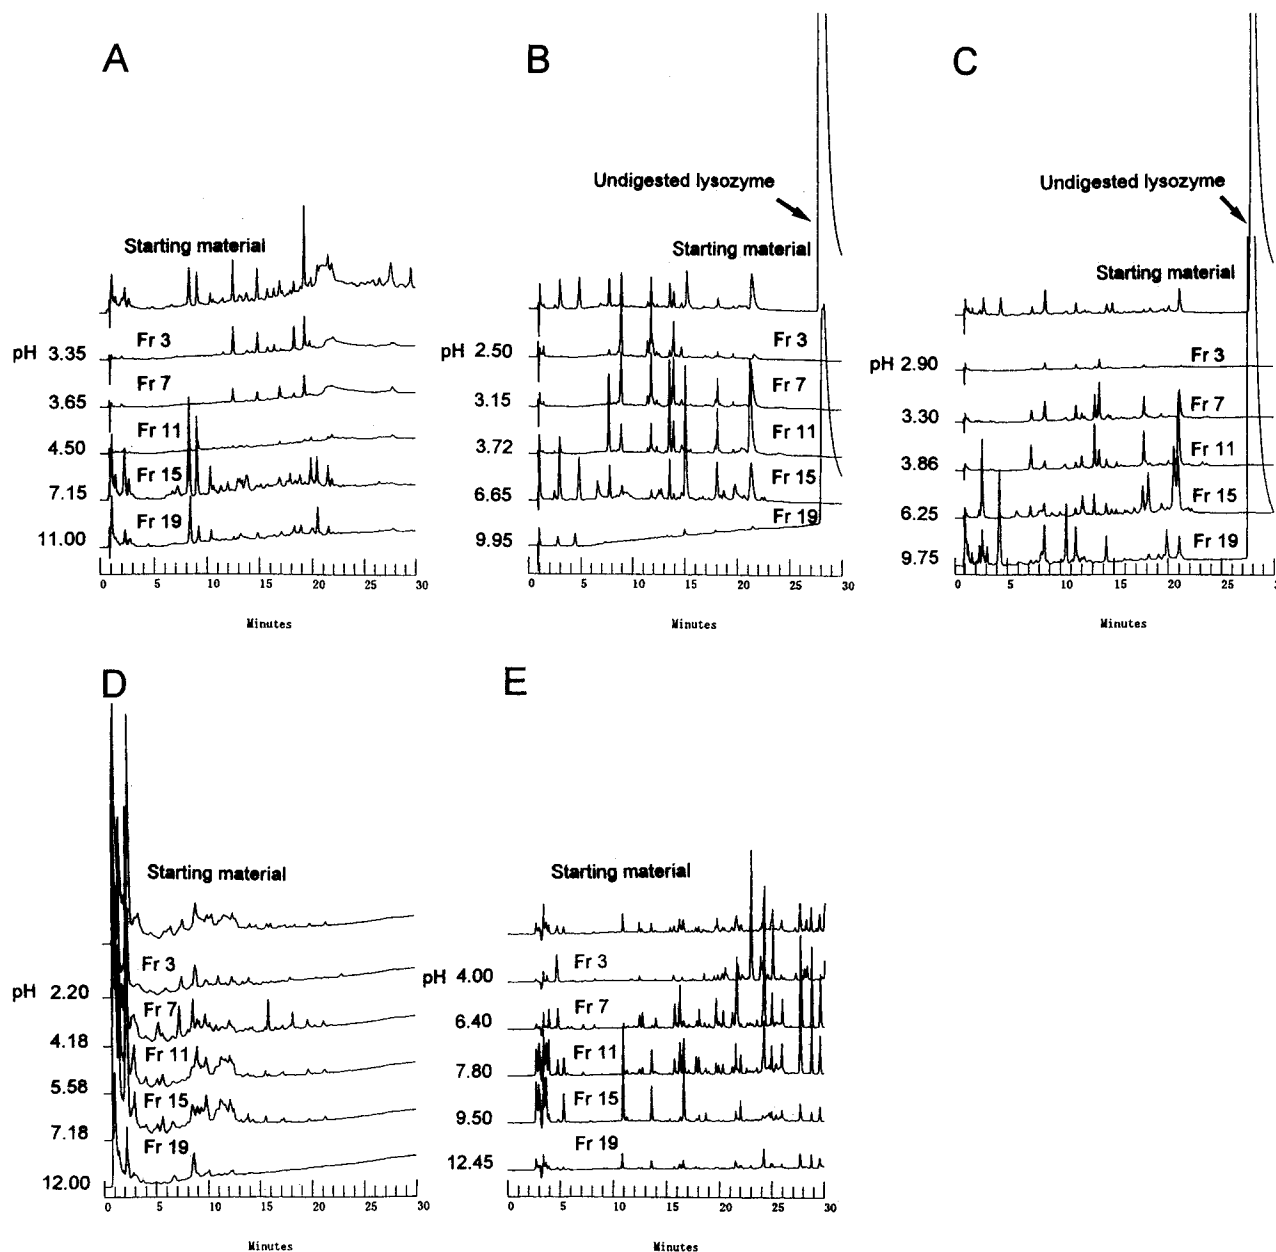 A
Starting material
Fr 3
pH 3.35
Fr 7
3.65
Fr 11
4.50
Fr 15
7.15
Fr 19
11.00
0 5 10 15 20 25 30
Minutes
B
Undigested lysozyme
Starting material
Fr 3
pH 2.50
Fr 7
3.15
Fr 11
3.72
Fr 15
6.65
Fr 19
9.95
0 5 10 15 20 25 30
Minutes
C
Undigested lysozyme
Starting material
Fr 3
pH 2.90
Fr 7
3.30
Fr 11
3.86
Fr 15
6.25
Fr 19
9.75
0 5 10 15 20 25
Minutes
D
Starting material
Fr 3
pH 2.20
Fr 7
4.18
Fr 11
5.58
Fr 15
7.18
Fr 19
12.00
0 5 10 15 20 25 30
Minutes
E
Starting material
Fr 3
pH 4.00
Fr 7
6.40
Fr 11
7.80
Fr 15
9.50
Fr 19
12.45
0 5 10 15 20 25 30
Minutes